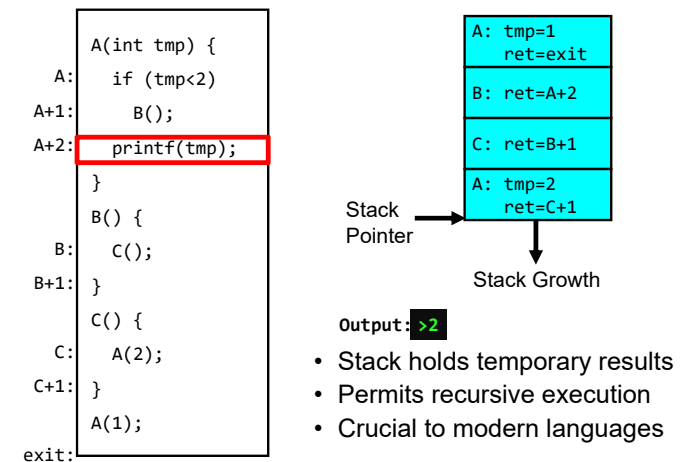 A(int tmp) {
A: if (tmp<2)
A+1: B();
A+2: printf(tmp);
}
B() {
B: C();
B+1: }
C() {
C: A(2);
C+1: }
A(1);
exit:
A: tmp=1
ret=exit
B: ret=A+2
C: ret=B+1
A: tmp=2
ret=C+1
Stack
Pointer
Stack Growth
Output: >2
• Stack holds temporary results
• Permits recursive execution
• Crucial to modern languages